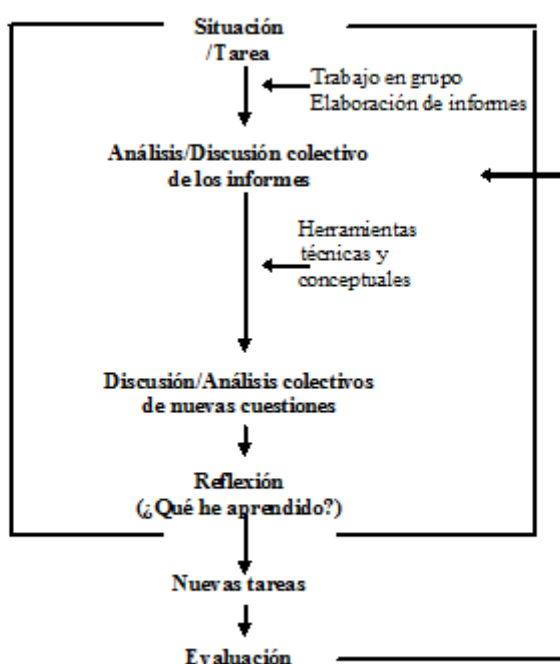 Situación
/Tarea
Trabajo en grupo
Elaboración de informes
Análisis/Discusión colectivo
de los informes
Herramientas
técnicas y
conceptuales
Discusión/Análisis colectivos
de nuevas cuestiones
Reflexión
(¿Qué he aprendido?)
Nuevas tareas
Evaluación